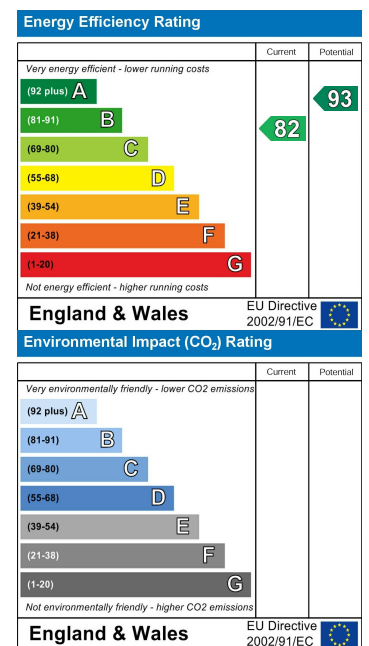 Energy Efficiency Rating
Current Potential
Very energy efficient - lower running costs
(92 plus) A
(81-91) B
(69-80) C
(55-68) D
(39-54) E
(21-38) F
(1-20) G
82
93
Not energy efficient - higher running costs
England & Wales
EU Directive
2002/91/EC
Environmental Impact (CO₂) Rating
Current Potential
Very environmentally friendly - lower CO2 emissions
(92 plus) A
(81-91) B
(69-80) C
(55-68) D
(39-54) E
(21-38) F
(1-20) G
Not environmentally friendly - higher CO2 emissions
England & Wales
EU Directive
2002/91/EC